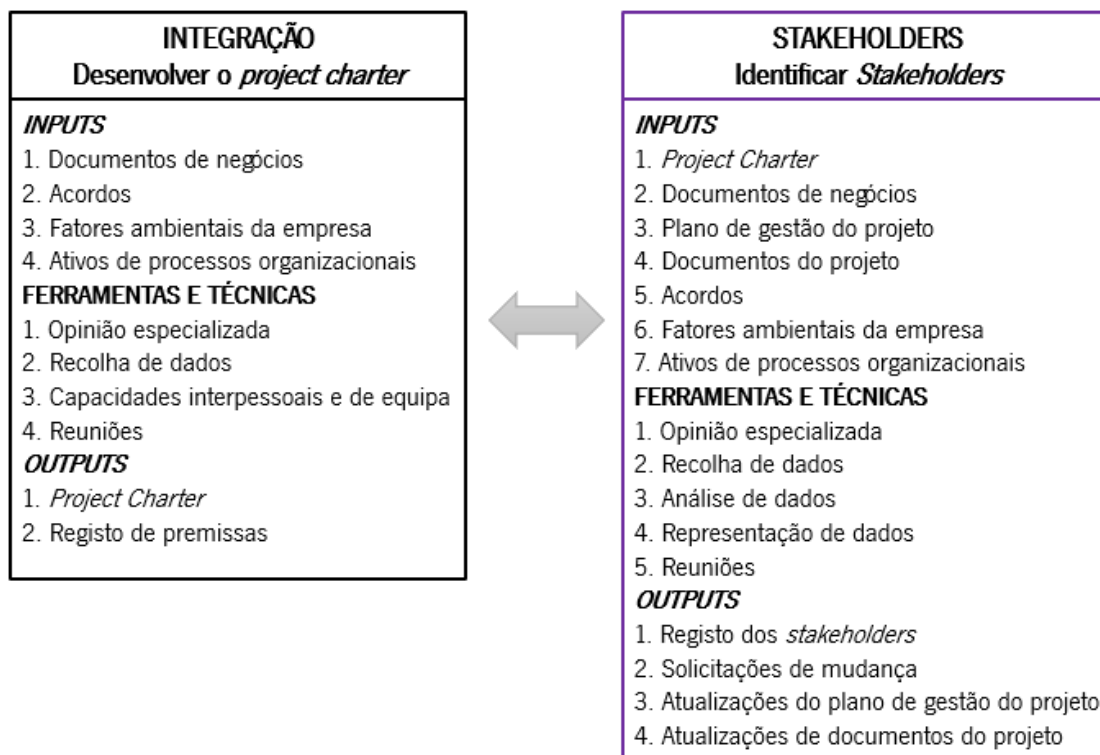 INTEGRAÇÃO
Desenvolver o project charter
INPUTS
1. Documentos de negócios
2. Acordos
3. Fatores ambientais da empresa
4. Ativos de processos organizacionais
FERRAMENTAS E TÉCNICAS
1. Opinião especializada
2. Recolha de dados
3. Capacidades interpessoais e de equipa
4. Reuniões
OUTPUTS
1. Project Charter
2. Registo de premissas
STAKEHOLDERS
Identificar Stakeholders
INPUTS
1. Project Charter
2. Documentos de negócios
3. Plano de gestão do projeto
4. Documentos do projeto
5. Acordos
6. Fatores ambientais da empresa
7. Ativos de processos organizacionais
FERRAMENTAS E TÉCNICAS
1. Opinião especializada
2. Recolha de dados
3. Análise de dados
4. Representação de dados
5. Reuniões
OUTPUTS
1. Registo dos stakeholders
2. Solicitações de mudança
3. Atualizações do plano de gestão do projeto
4. Atualizações de documentos do projeto